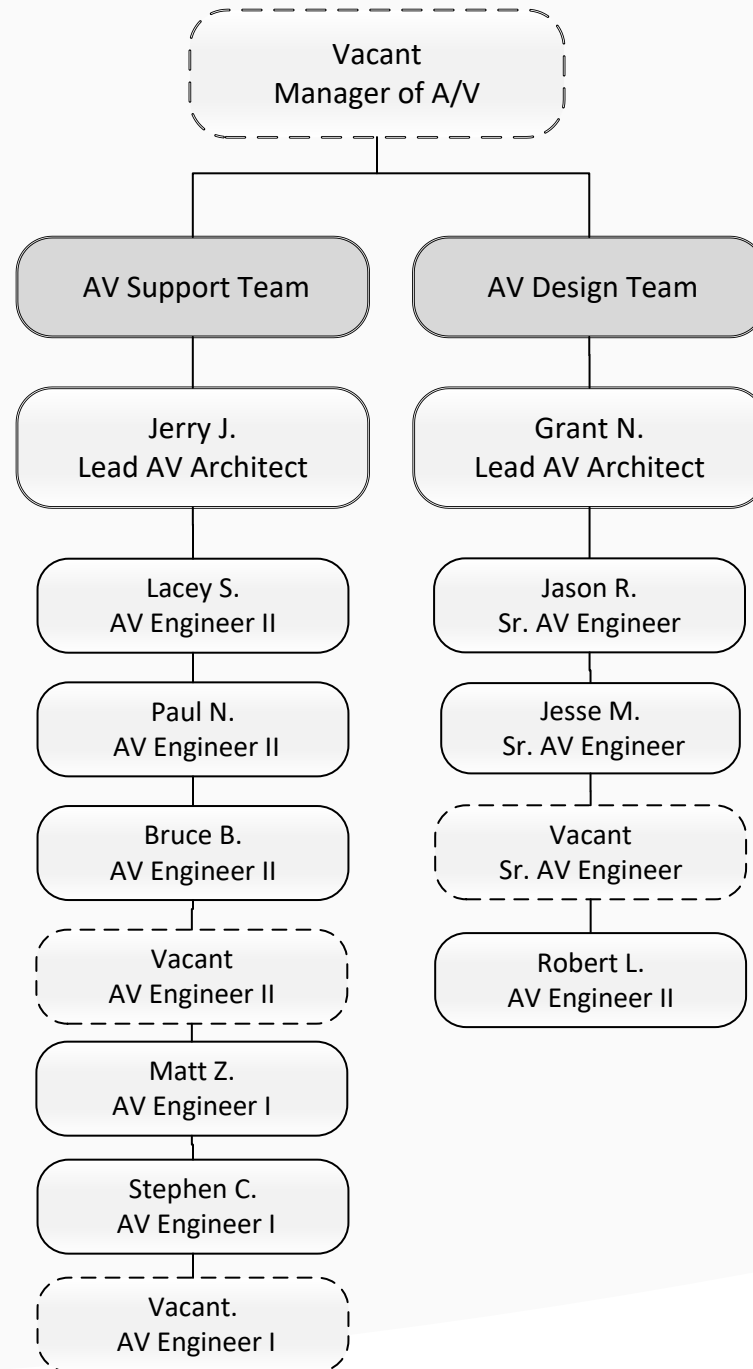 Vacant
Manager of A/V
AV Support Team
AV Design Team
Jerry J.
Lead AV Architect
Grant N.
Lead AV Architect
Lacey S.
AV Engineer II
Jason R.
Sr. AV Engineer
Paul N.
AV Engineer II
Jesse M.
Sr. AV Engineer
Bruce B.
AV Engineer II
Vacant
Sr. AV Engineer
Vacant
AV Engineer II
Robert L.
AV Engineer II
Matt Z.
AV Engineer I
Stephen C.
AV Engineer I
Vacant.
AV Engineer I